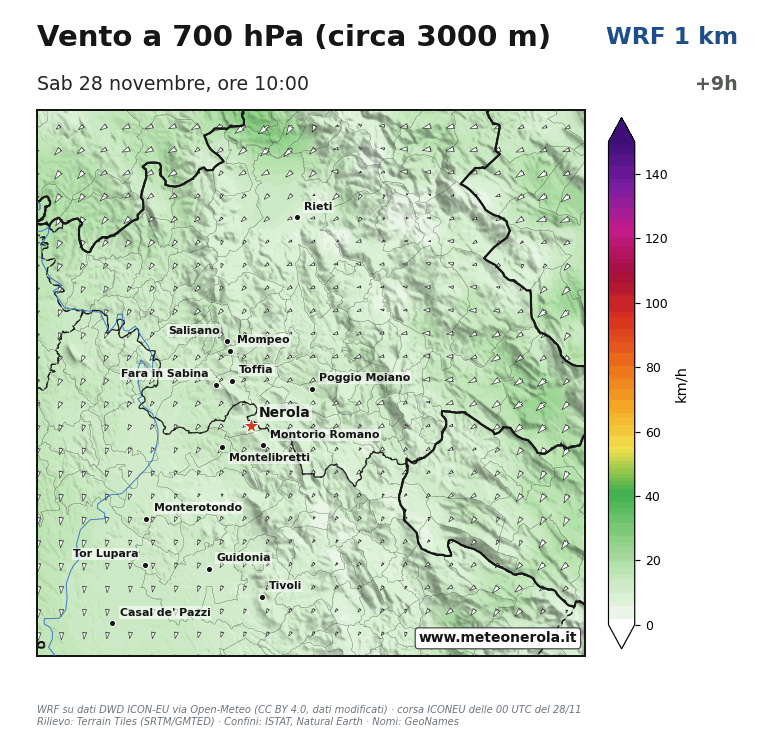 Vento a 700 hPa (circa 3000 m)
WRF 1 km
Sab 28 novembre, ore 10:00
+9h
Rieti
Salisano
Mompeo
Toffia
Fara in Sabina
Poggio Moiano
Nerola
Montorio Romano
Montelibretti
Monterotondo
Tor Lupara
Guidonia
Tivoli
Casal de' Pazzi
www.meteonerola.it
140
120
100
80
60
40
20
0
km/h
WRF su dati DWD ICON-EU via Open-Meteo (CC BY 4.0, dati modificati) · corsa ICONEU delle 00 UTC del 28/11
Rilievo: Terrain Tiles (SRTM/GMTED) · Confini: ISTAT, Natural Earth · Nomi: GeoNames